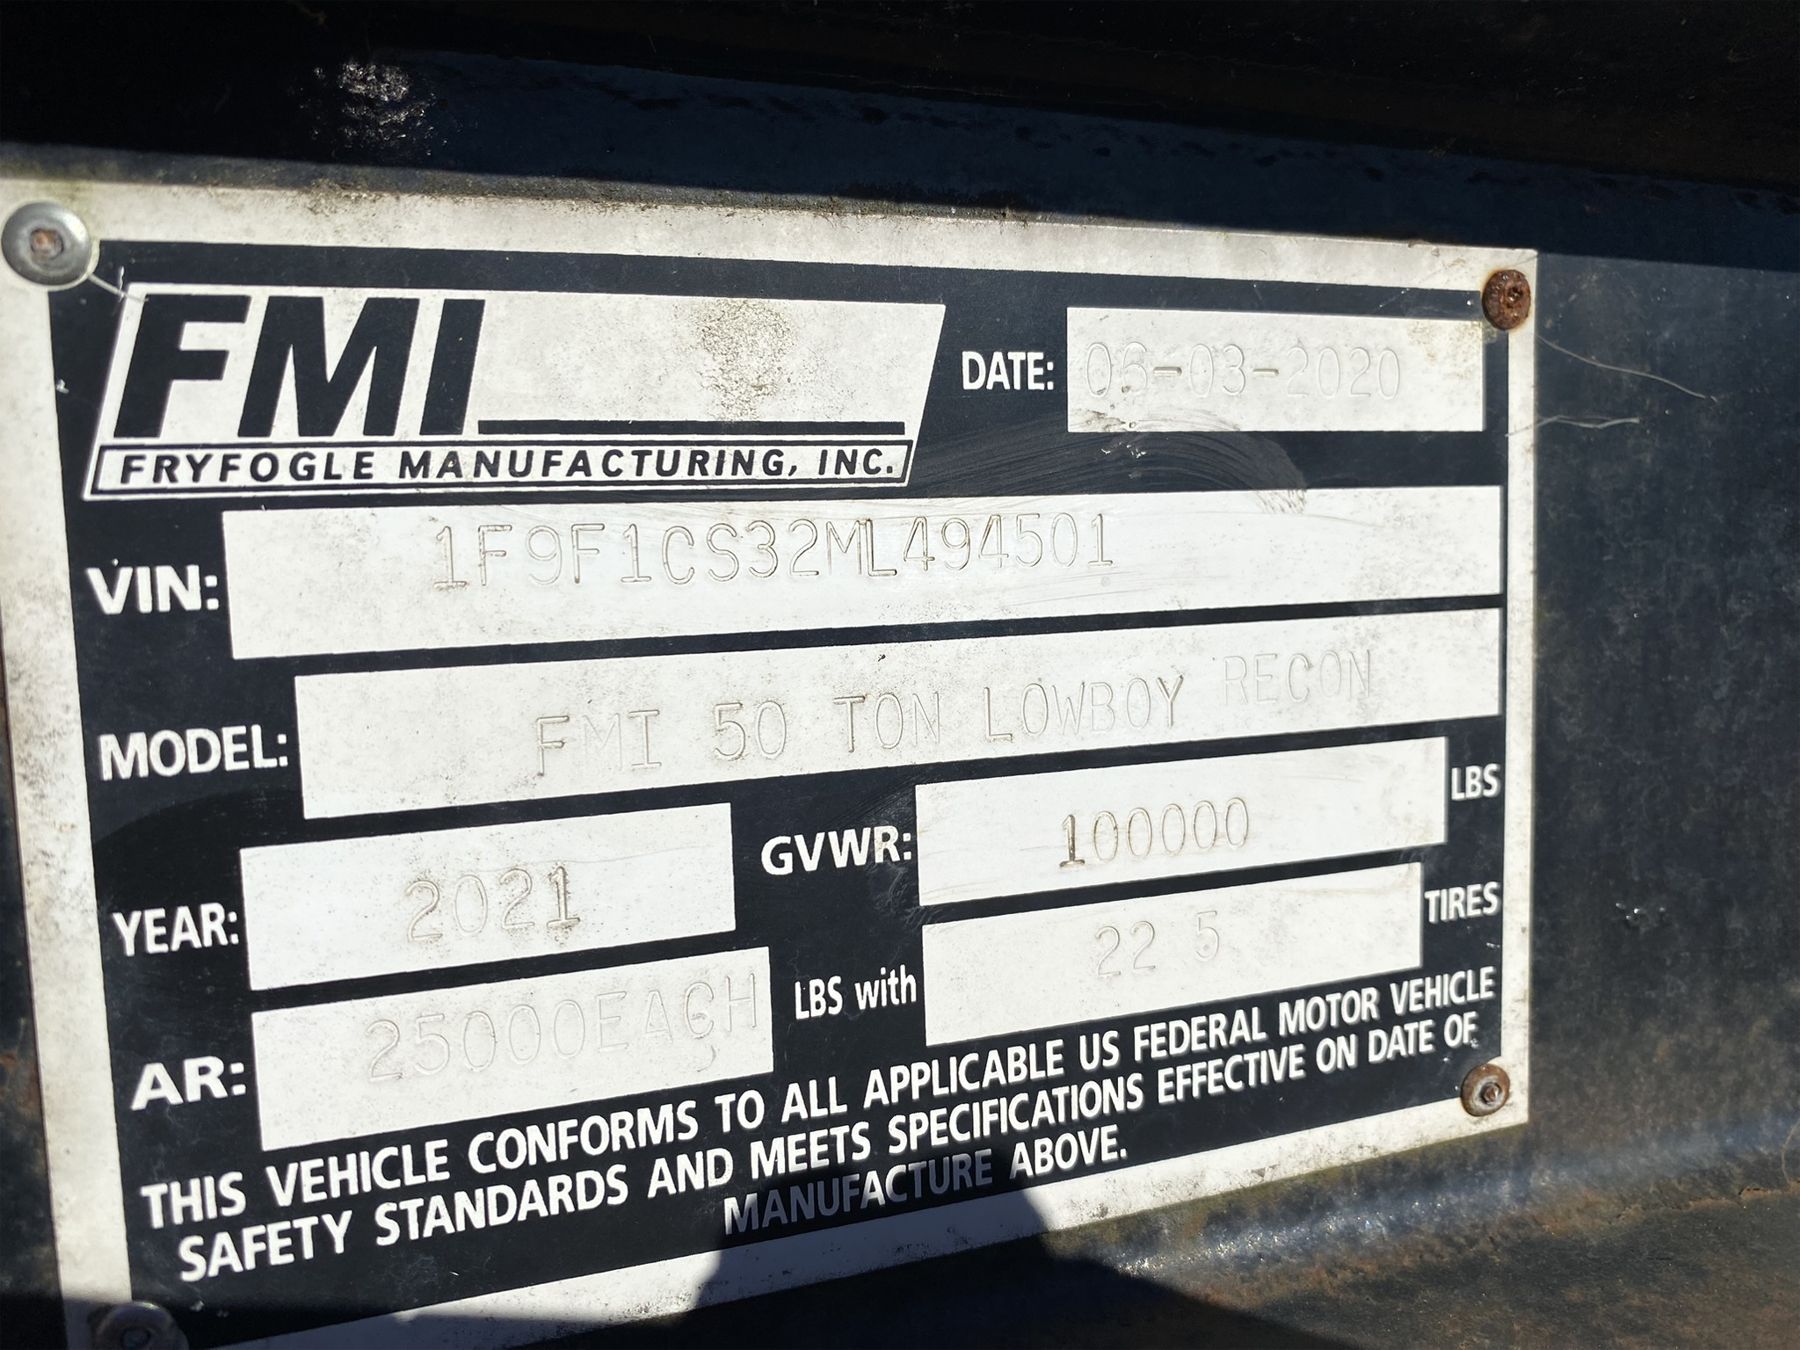 FMI
FRYFOGLE MANUFACTURING, INC.
DATE: 06-03-2020
VIN: 1F9F1CS32ML494501
MODEL: FMI 50 TON LOWBOY RECON
YEAR: 2021 GVWR: 100000 LBS
AR: 25000EACH LBS with 22 5 TIRES
THIS VEHICLE CONFORMS TO ALL APPLICABLE US FEDERAL MOTOR VEHICLE
SAFETY STANDARDS AND MEETS SPECIFICATIONS EFFECTIVE ON DATE OF
MANUFACTURE ABOVE.